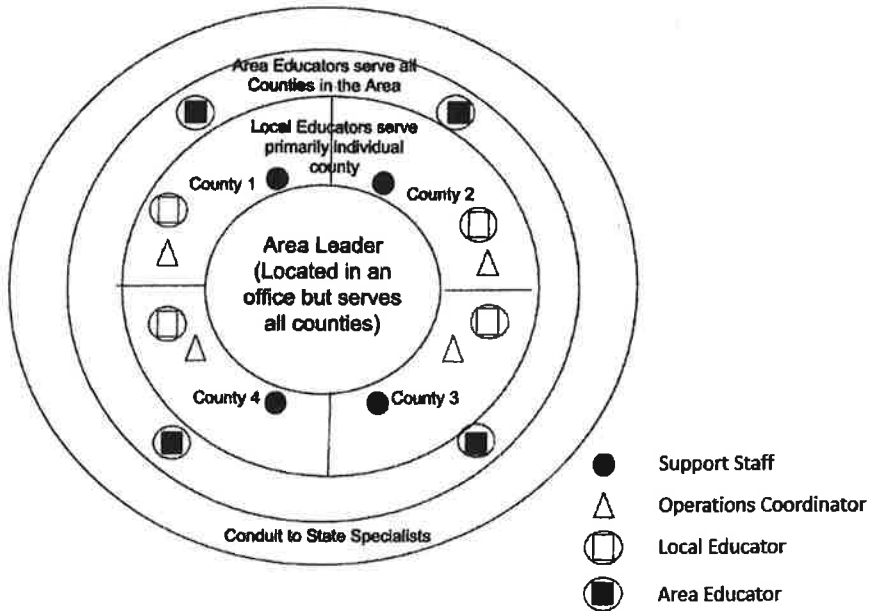 Area Educators serve all
Counties in the Area
Local Educators serve
primarily individual
county
County 1
County 2
Area Leader
(Located in an
office but serves
all counties)
County 4
County 3
Conduit to State Specialists
Support Staff
Operations Coordinator
Local Educator
Area Educator